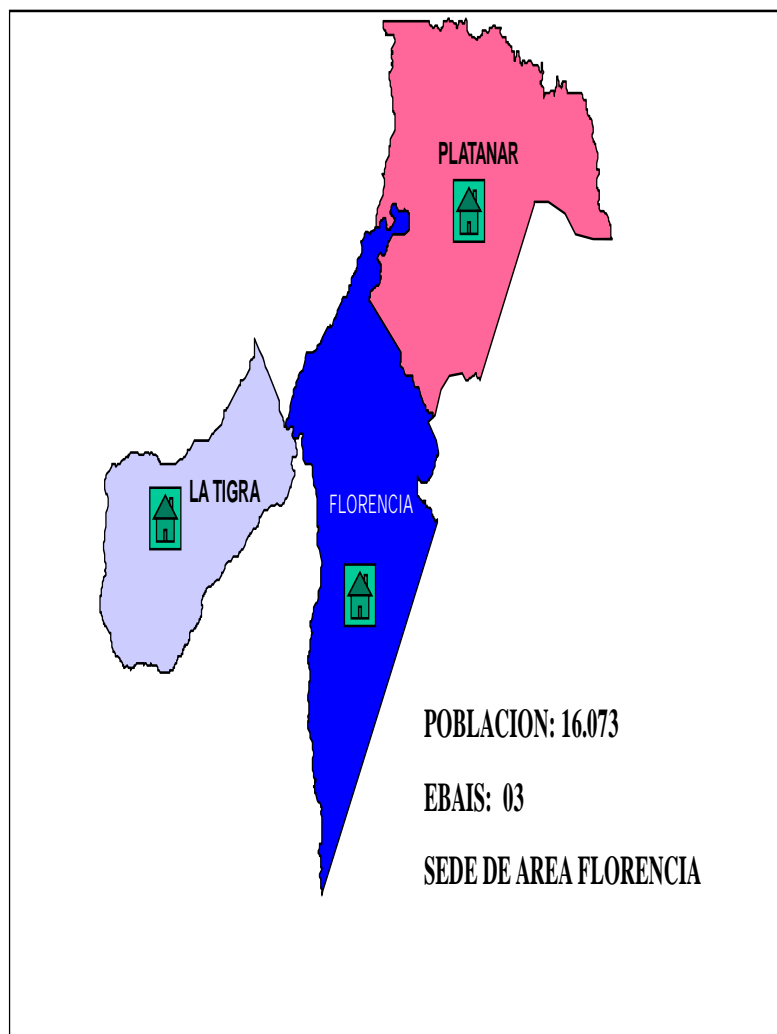 PLATANAR
LA TIGRA
FLORENCIA
POBLACION: 16.073
EBAIS: 03
SEDE DE AREA FLORENCIA